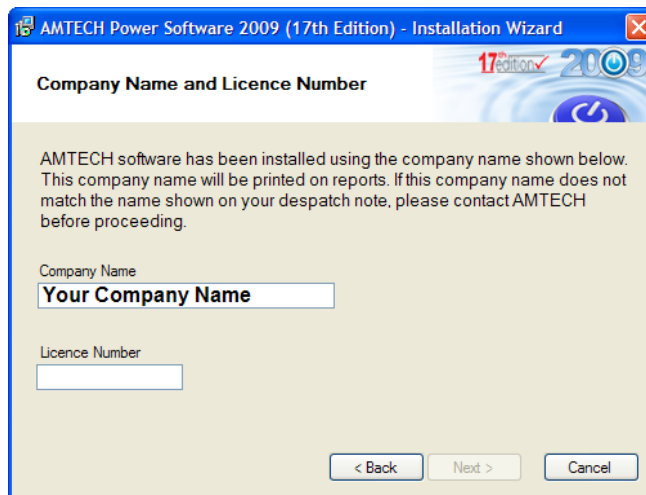 AMTECH Power Software 2009 (17th Edition) - Installation Wizard
17th edition 2009
Company Name and Licence Number
AMTECH software has been installed using the company name shown below.
This company name will be printed on reports. If this company name does not
match the name shown on your despatch note, please contact AMTECH
before proceeding.
Company Name
Your Company Name
Licence Number
< Back Next > Cancel